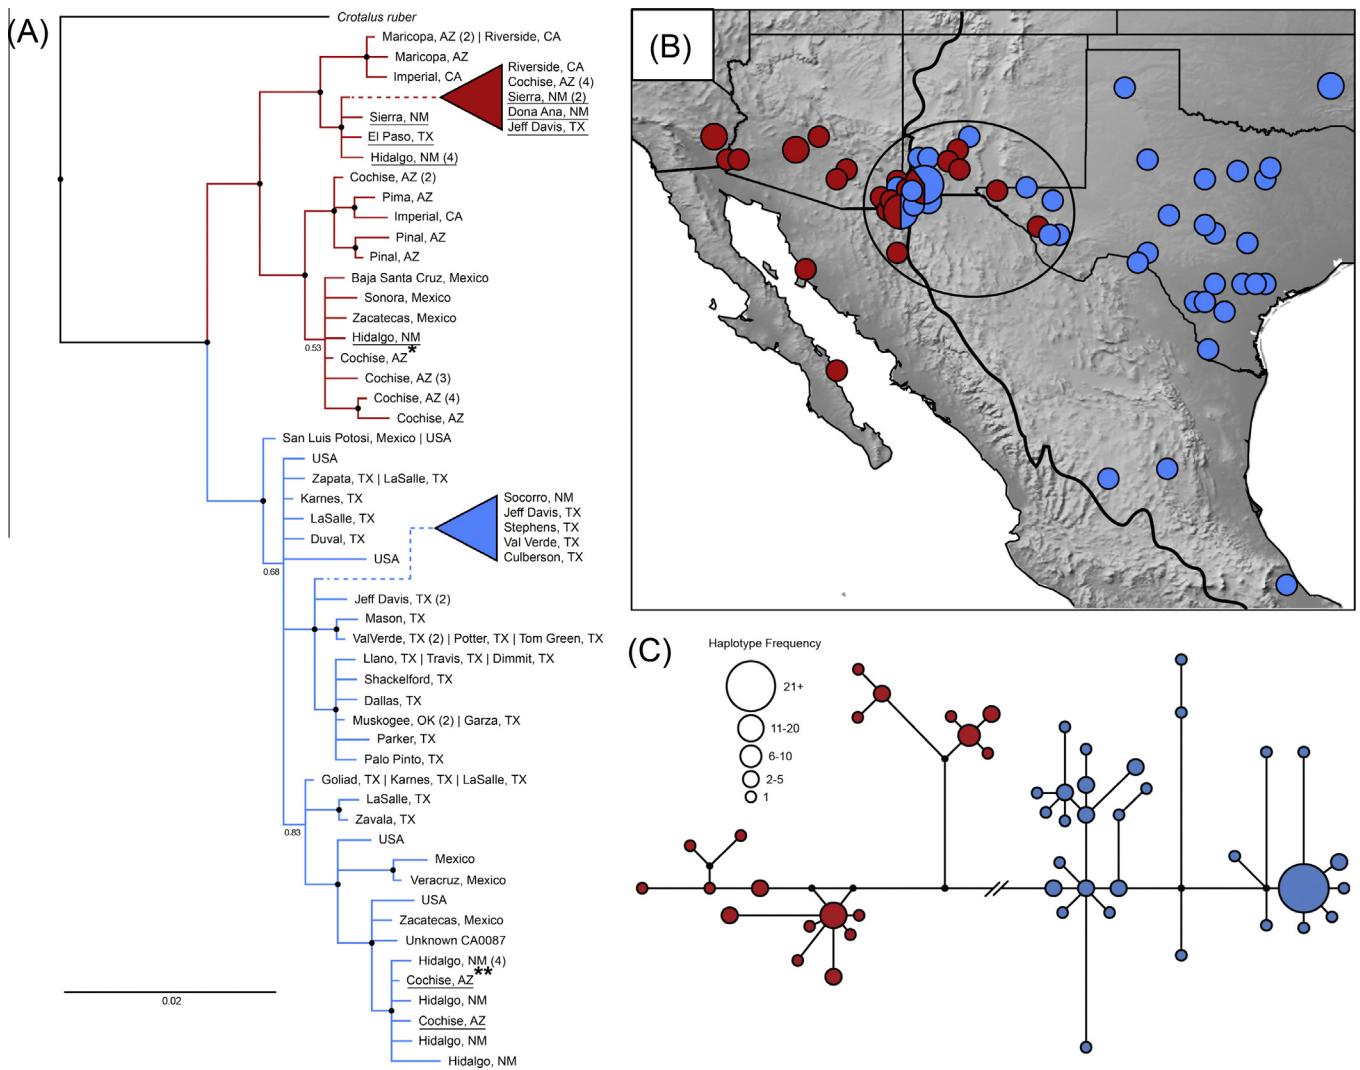 (A)
Crotalus ruber
Maricopa, AZ (2) | Riverside, CA
Maricopa, AZ
Imperial, CA
Riverside, CA
Cochise, AZ (4)
Sierra, NM (2)
Dona Ana, NM
Jeff Davis, TX
Sierra, NM
El Paso, TX
Hidalgo, NM (4)
Cochise, AZ (2)
Pima, AZ
Imperial, CA
Pinal, AZ
Pinal, AZ
Baja Santa Cruz, Mexico
Sonora, Mexico
Zacatecas, Mexico
Hidalgo, NM
0.53
Cochise, AZ*
Cochise, AZ (3)
Cochise, AZ (4)
Cochise, AZ
San Luis Potosi, Mexico | USA
USA
Zapata, TX | LaSalle, TX
Karnes, TX
LaSalle, TX
Duval, TX
USA
0.68
Socorro, NM
Jeff Davis, TX
Stephens, TX
Val Verde, TX
Culberson, TX
Jeff Davis, TX (2)
Mason, TX
ValVerde, TX (2) | Potter, TX | Tom Green, TX
Llano, TX | Travis, TX | Dimmit, TX
Shackelford, TX
Dallas, TX
Muskogee, OK (2) | Garza, TX
Parker, TX
Palo Pinto, TX
Goliad, TX | Karnes, TX | LaSalle, TX
LaSalle, TX
Zavala, TX
0.83
USA
Mexico
Veracruz, Mexico
USA
Zacatecas, Mexico
Unknown CA0087
Hidalgo, NM (4)
Cochise, AZ**
Hidalgo, NM
Cochise, AZ
Hidalgo, NM
Hidalgo, NM
0.02
(B)
(C)
Haplotype Frequency
21+
11-20
6-10
2-5
1